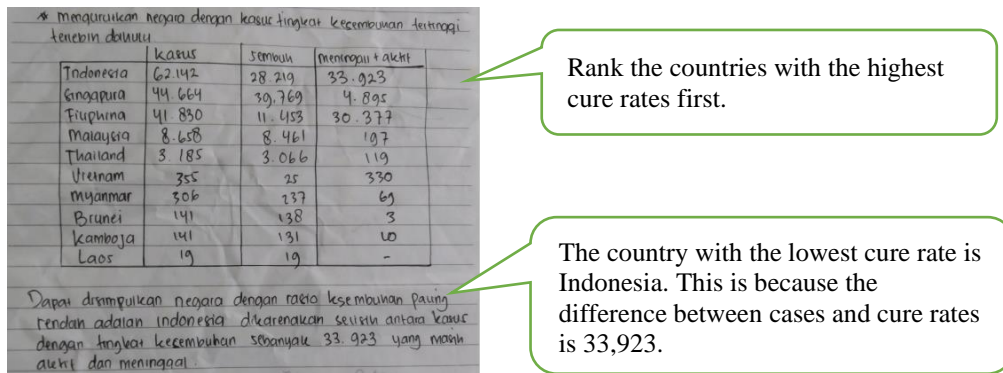 * mengurutkan negara dengan kasus tingkat kesembuhan tertinggi
terlebih dahulu
kasus sembuh meninggal + aktif
Indonesia 62.142 28.219 33.923
Singapura 44.664 39,769 4.895
Filiphina 41.830 11.453 30.377
Malaysia 8.658 8.461 197
Thailand 3.185 3.066 119
Vietnam 355 25 330
Myanmar 306 237 69
Brunei 141 138 3
Kamboja 141 131 10
Laos 19 19 -
Dapat disimpulkan negara dengan rasio kesembuhan paling
rendah adalah indonesia dikarenakan selisih antara kasus
dengan tingkat kecembuhan sebanyak 33.923 yang masih
aktif dan meninggal.
Rank the countries with the highest
cure rates first.
The country with the lowest cure rate is
Indonesia. This is because the
difference between cases and cure rates
is 33,923.